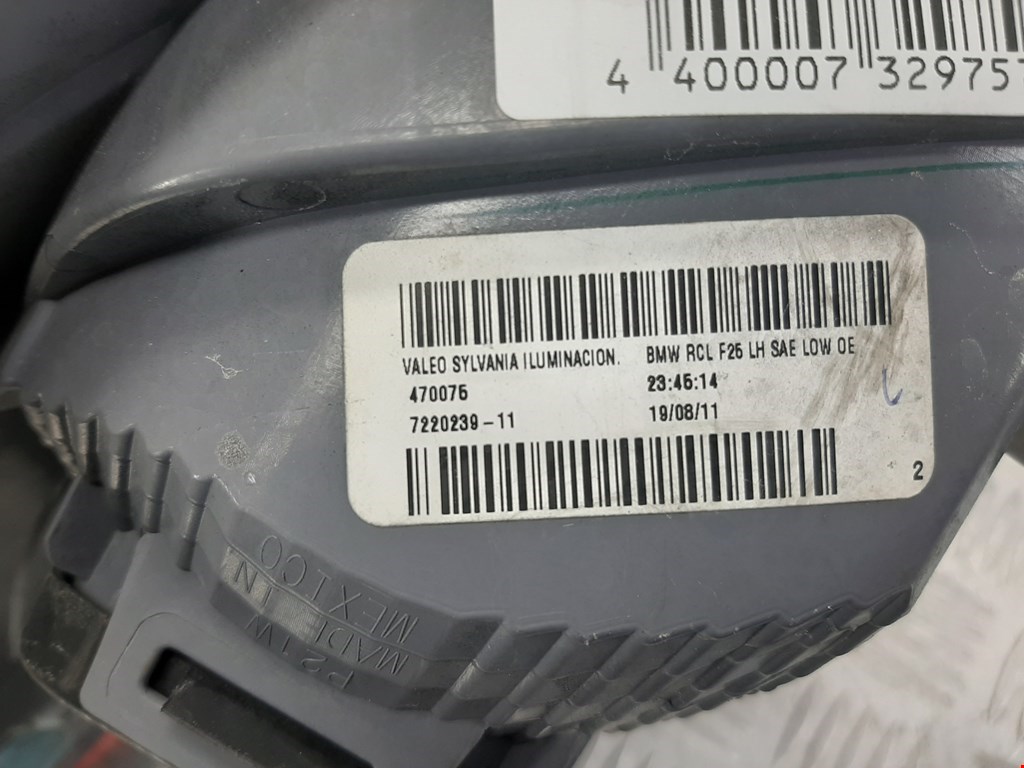 4 400007 32975
VALEO SYLVANIA ILUMINACION. BMW RCL F25 LH SAE LOW OE
470075 23:45:14
7220239-11 19/08/11
2
P21W
MADE IN
MEXICO